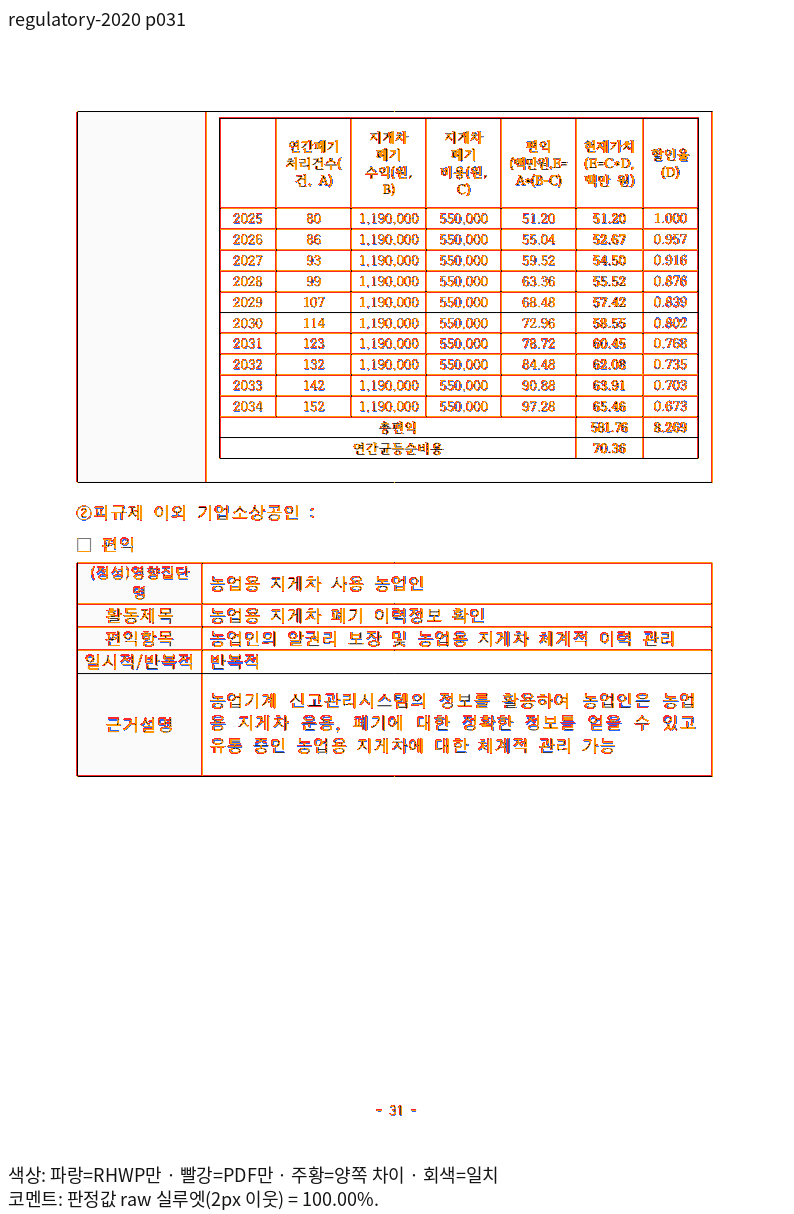 regulatory-2020 p031
연간폐기 처리건수(건, A) 지게차 폐기 수익(원, B) 지게차 폐기 비용(원, C) 편익 (백만원,E=A*(B-C) 현재가치 (E=C*D, 백만 원) 할인율 (D)
2025 80 1,190,000 550,000 51.20 51.20 1.000
2026 86 1,190,000 550,000 55.04 52.67 0.957
2027 93 1,190,000 550,000 59.52 54.50 0.916
2028 99 1,190,000 550,000 63.36 55.52 0.876
2029 107 1,190,000 550,000 68.48 57.42 0.839
2030 114 1,190,000 550,000 72.96 58.55 0.802
2031 123 1,190,000 550,000 78.72 60.45 0.768
2032 132 1,190,000 550,000 84.48 62.08 0.735
2033 142 1,190,000 550,000 90.88 63.91 0.703
2034 152 1,190,000 550,000 97.28 65.46 0.673
총편익 581.76 8.269
연간균등순비용 70.36
②피규제 이외 기업소상공인 :
□ 편익
(정성)영향집단명 농업용 지게차 사용 농업인
활동제목 농업용 지게차 폐기 이력정보 확인
편익항목 농업인의 알권리 보장 및 농업용 지게차 체계적 이력 관리
일시적/반복적 반복적
근거설명 농업기계 신고관리시스템의 정보를 활용하여 농업인은 농업
용 지게차 운용, 폐기에 대한 정확한 정보를 얻을 수 있고
유통 중인 농업용 지게차에 대한 체계적 관리 가능
- 31 -
색상: 파랑=RHWP만 · 빨강=PDF만 · 주황=양쪽 차이 · 회색=일치
코멘트: 판정값 raw 실루엣(2px 이웃) = 100.00%.